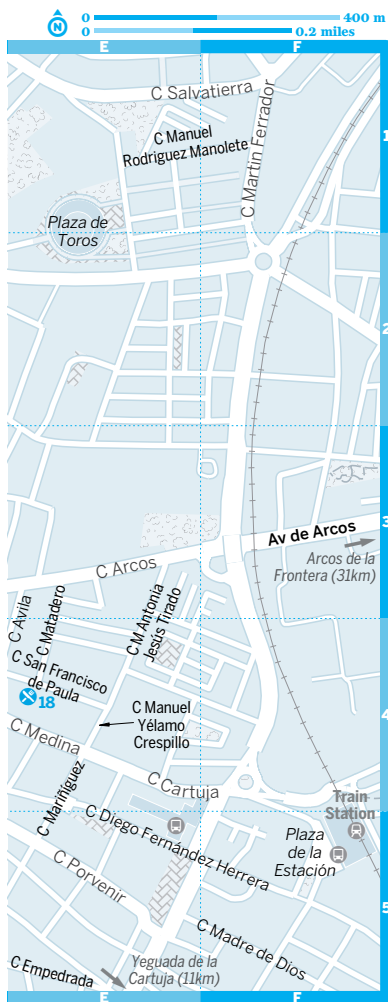 N
0 400 m
0 0.2 miles
E F
C Salvatierra
1
C Manuel
Rodriguez Manolete
C Martin Ferrador
Plaza de
Toros
2
3
Av de Arcos
Arcos de la
Frontera (31km)
C Arcos
C Avila
C Matadero
C M Antonia
Jesús Tirado
C San Francisco
de Paula
18
4
C Manuel
Yélamo
Crespillo
C Medina
C Cartuja
C Mariñiguez
Train
Station
C Diego Fernández Herrera
Plaza
de la
Estación
C Porvenir
5
C Madre de Dios
C Empedrada
Yeguada de la
Cartuja (11km)
E F